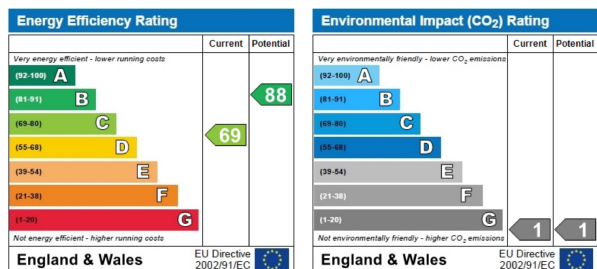 Energy Efficiency Rating
Current Potential
Very energy efficient - lower running costs
(92-100) A
(81-91) B
88
(69-80) C
69
(55-68) D
(39-54) E
(21-38) F
(1-20) G
Not energy efficient - higher running costs
England & Wales
EU Directive
2002/91/EC
Environmental Impact (CO₂) Rating
Current Potential
Very environmentally friendly - lower CO₂ emissions
(92-100) A
(81-91) B
(69-80) C
(55-68) D
(39-54) E
(21-38) F
(1-20) G
1 1
Not environmentally friendly - higher CO₂ emissions
England & Wales
EU Directive
2002/91/EC